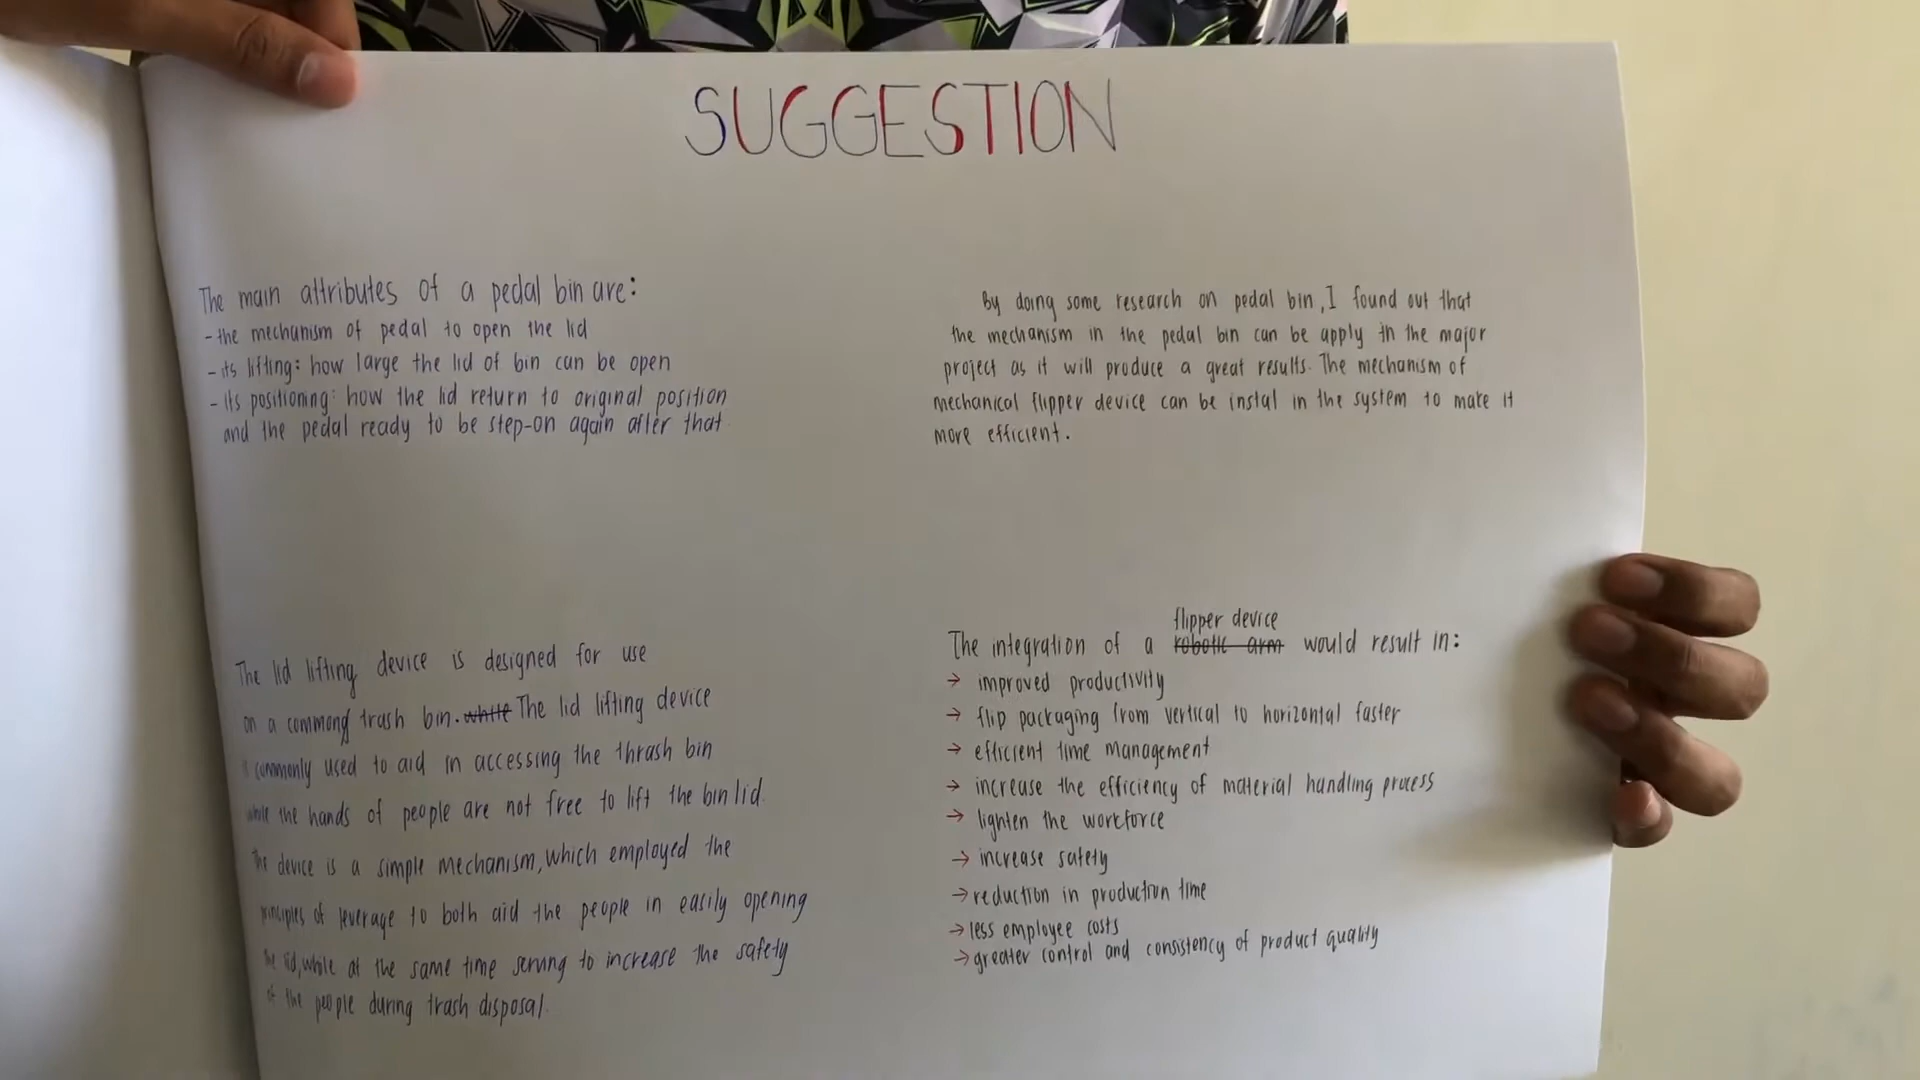 SUGGESTION
The main attributes of a pedal bin are:
- the mechanism of pedal to open the lid
- its lifting: how large the lid of bin can be open
- its positioning: how the lid return to original position
and the pedal ready to be step-on again after that
The lid lifting device is designed for use
on a commong trash bin. while The lid lifting device
commonly used to aid in accessing the thrash bin
while the hands of people are not free to lift the bin lid.
The device is a simple mechanism, which employed the
principles of leverage to both aid the people in easily opening
the lid, while at the same time serving to increase the safety
of the people during trash disposal.
By doing some research on pedal bin, I found out that
the mechanism in the pedal bin can be apply in the major
project as it will produce a great results. The mechanism of
mechanical flipper device can be instal in the system to make it
more efficient.
flipper device
The integration of a robotic arm would result in:
→ improved productivity
→ flip packaging from vertical to horizontal faster
→ efficient time management
→ increase the efficiency of material handling process
→ lighten the workforce
→ increase safety
→ reduction in production time
→ less employee costs
→ greater control and consistency of product quality